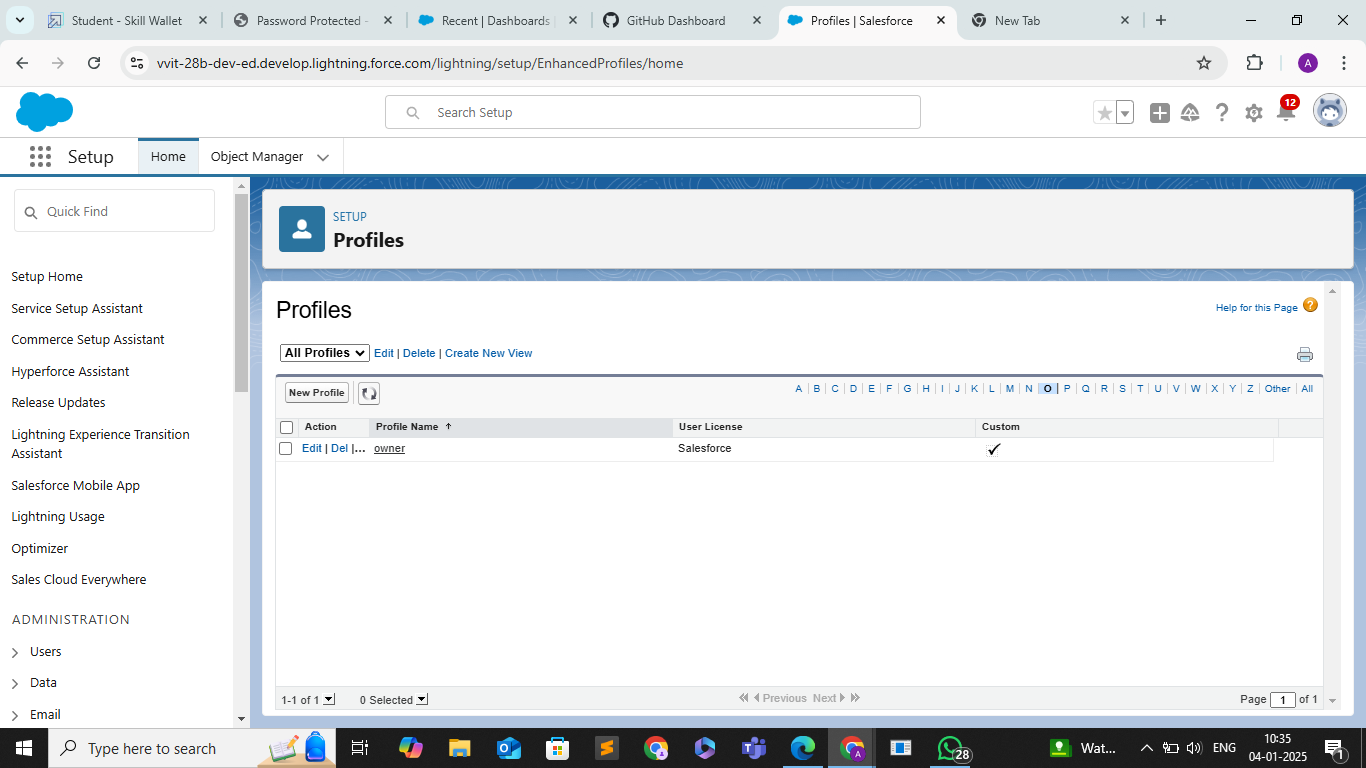 Student - Skill Wallet
Password Protected -
Recent | Dashboards |
GitHub Dashboard
Profiles | Salesforce
New Tab
vvit-28b-dev-ed.develop.lightning.force.com/lightning/setup/EnhancedProfiles/home
A
Search Setup
12
Setup
Home
Object Manager
Quick Find
Setup Home
Service Setup Assistant
Commerce Setup Assistant
Hyperforce Assistant
Release Updates
Lightning Experience Transition
Assistant
Salesforce Mobile App
Lightning Usage
Optimizer
Sales Cloud Everywhere
ADMINISTRATION
Users
Data
Email
SETUP
Profiles
Profiles
Help for this Page ?
All Profiles Edit | Delete | Create New View
New Profile
A | B | C | D | E | F | G | H | I | J | K | L | M | N | O | P | Q | R | S | T | U | V | W | X | Y | Z | Other | All
Action Profile Name ↑ User License Custom
Edit | Del |... owner Salesforce ✓
1-1 of 1 0 Selected Previous Next Page 1 of 1
Type here to search
A
28
Wat...
ENG
10:35
04-01-2025
1